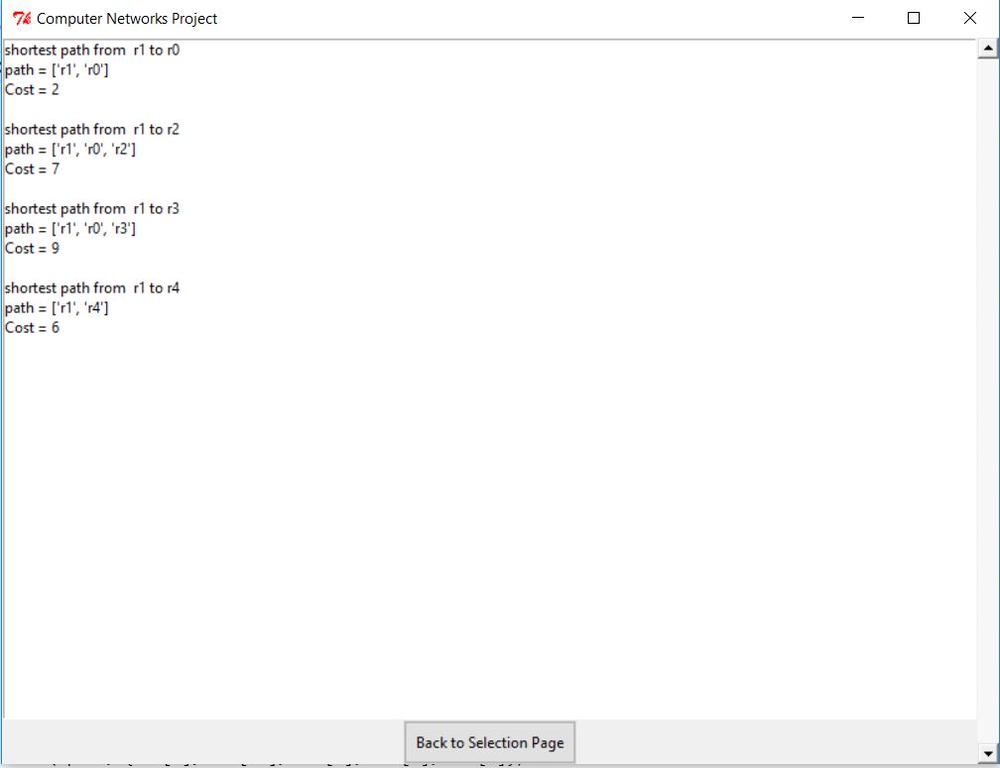 Computer Networks Project
shortest path from  r1 to r0
path = ['r1', 'r0']
Cost = 2
shortest path from  r1 to r2
path = ['r1', 'r0', 'r2']
Cost = 7
shortest path from  r1 to r3
path = ['r1', 'r0', 'r3']
Cost = 9
shortest path from  r1 to r4
path = ['r1', 'r4']
Cost = 6
Back to Selection Page